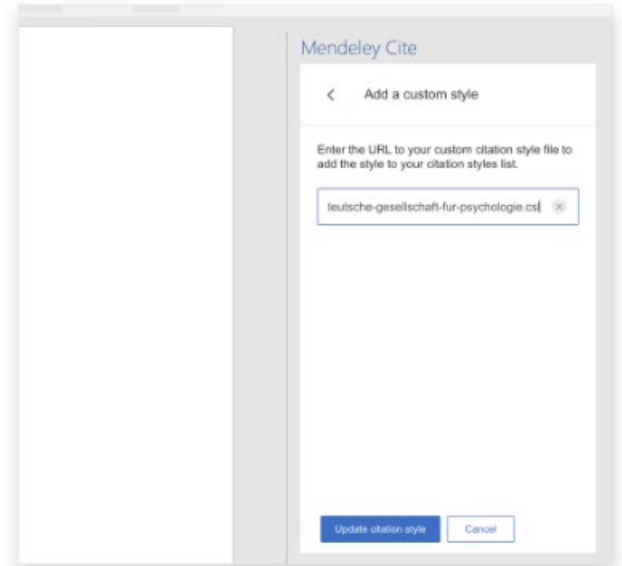 Mendeley Cite
Add a custom style
Enter the URL to your custom citation style file to
add the style to your citation styles list.
leutsche-gesellschaft-fur-psychologie.csl
Update citation style
Cancel